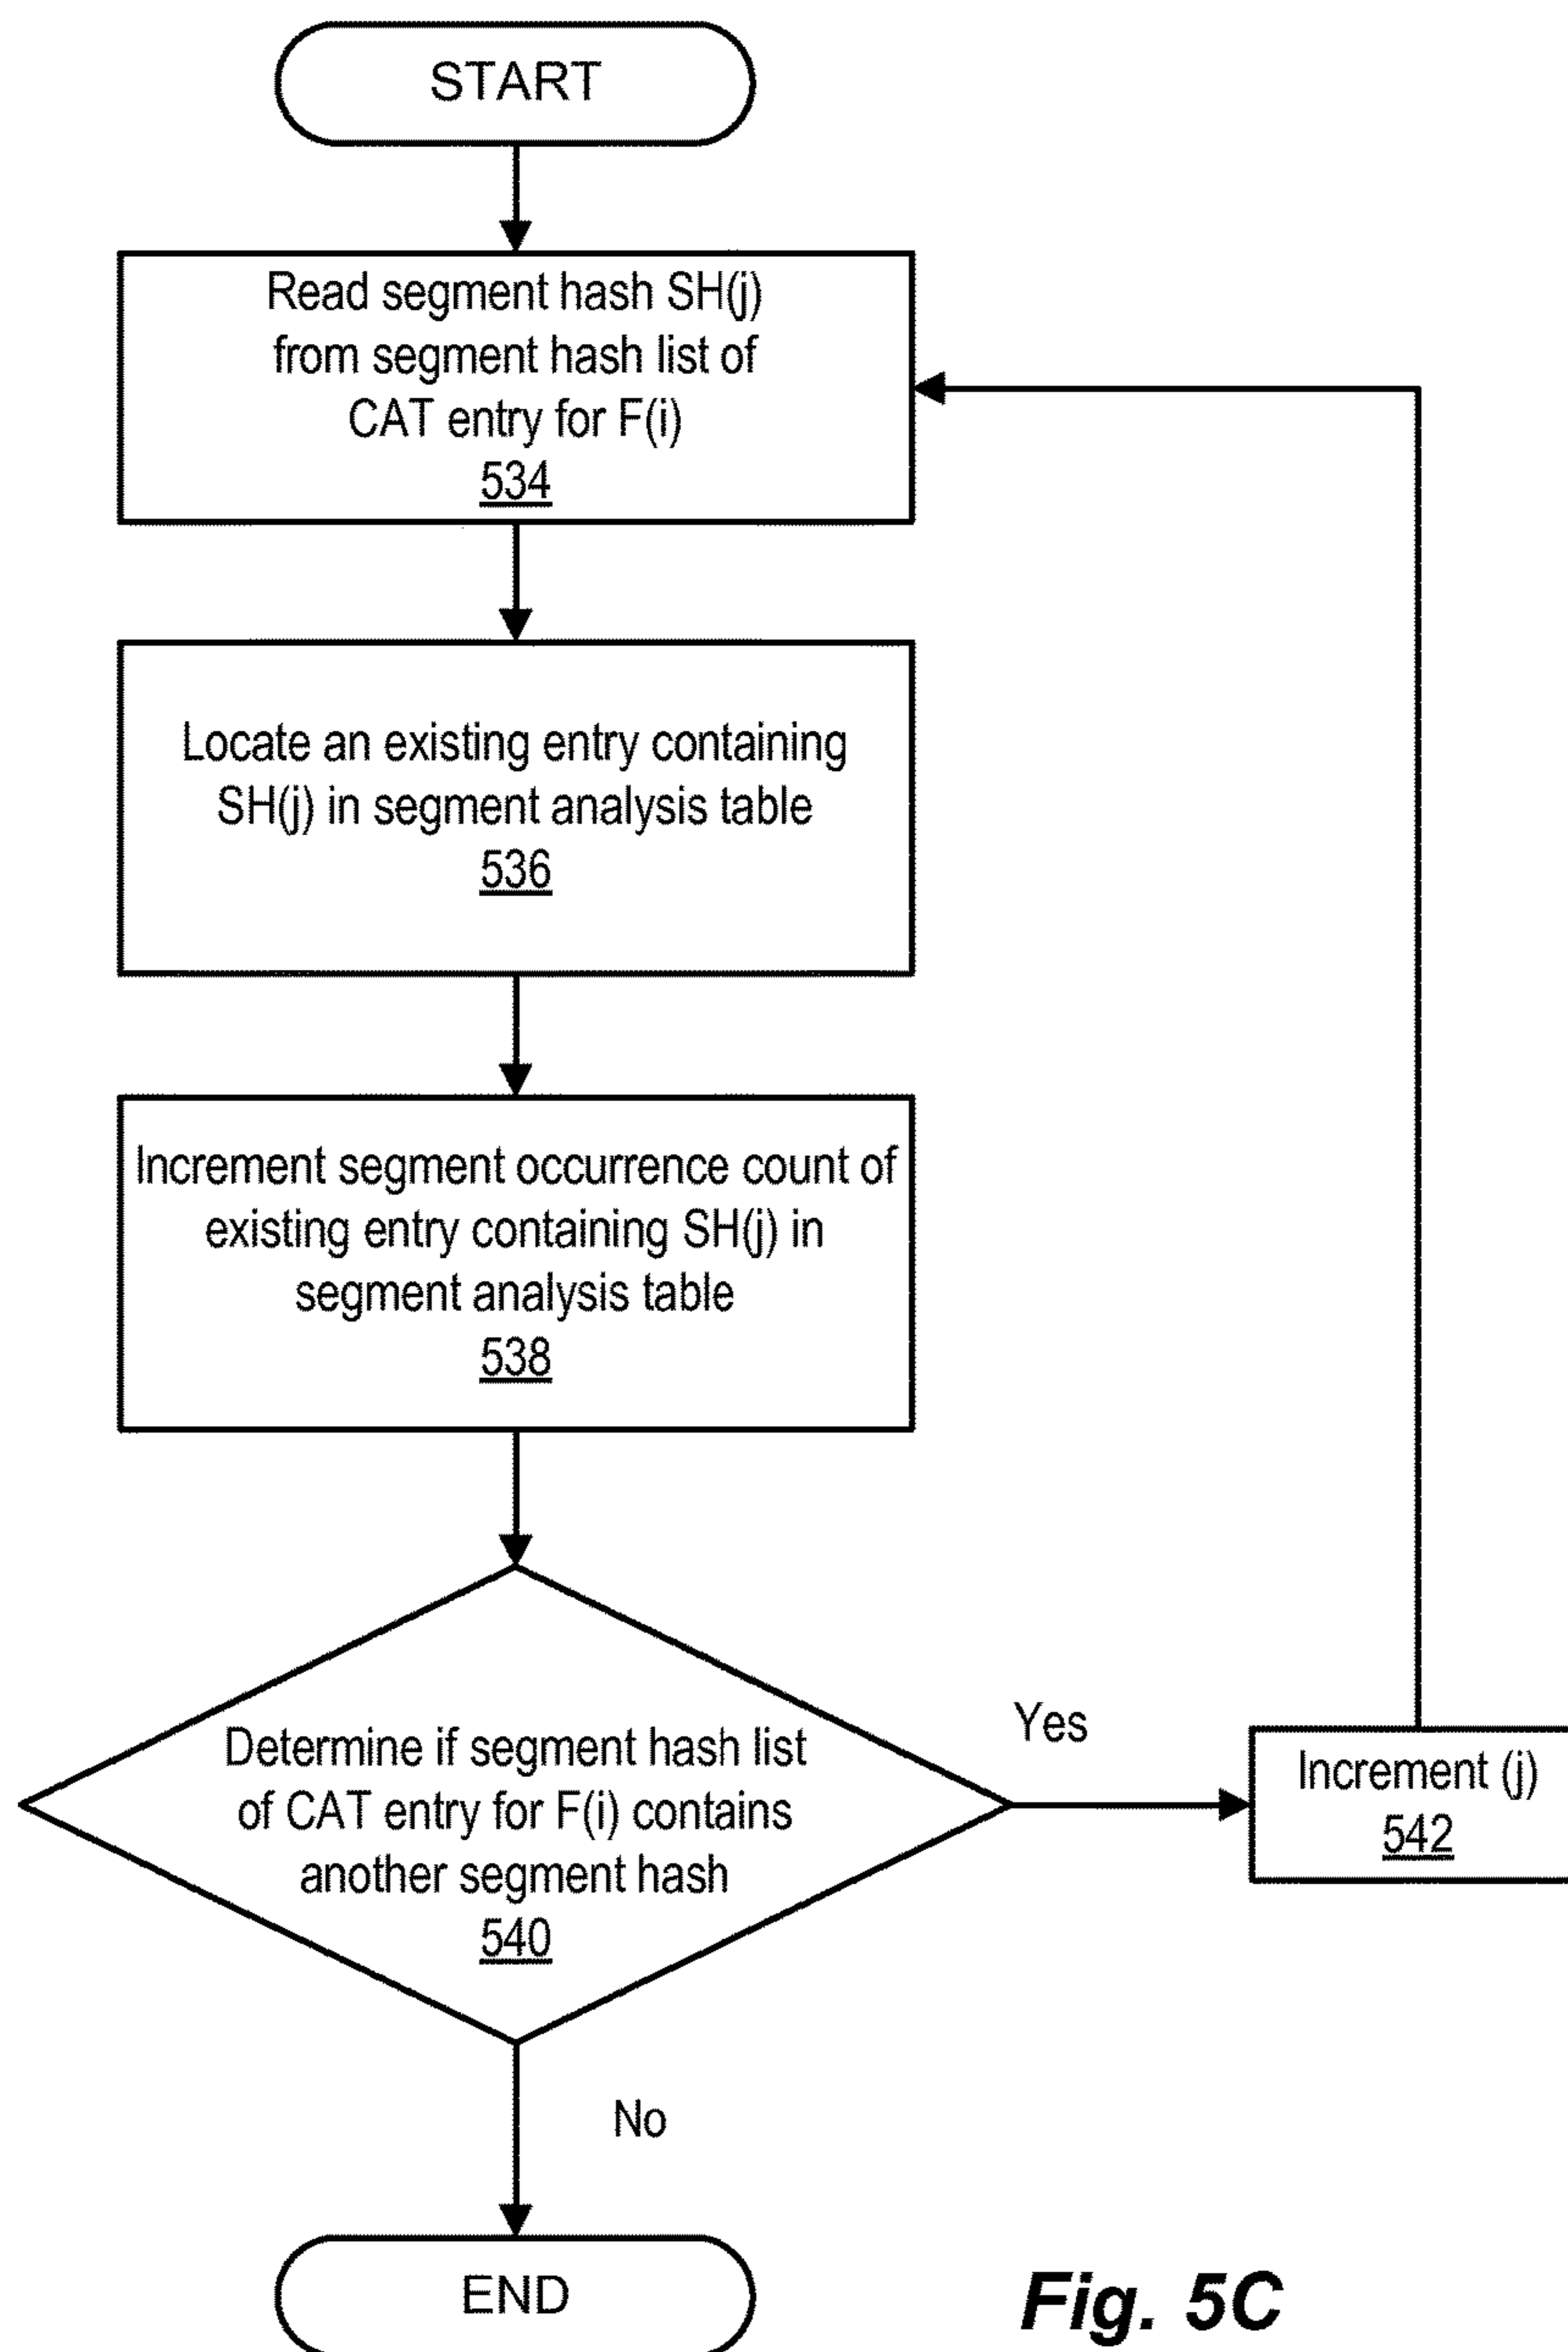 START
Read segment hash SH(j)
from segment hash list of
CAT entry for F(i)
534
Locate an existing entry containing
SH(j) in segment analysis table
536
Increment segment occurrence count of
existing entry containing SH(j) in
segment analysis table
538
Determine if segment hash list
of CAT entry for F(i) contains
another segment hash
540
Yes
Increment (j)
542
No
END
Fig. 5C